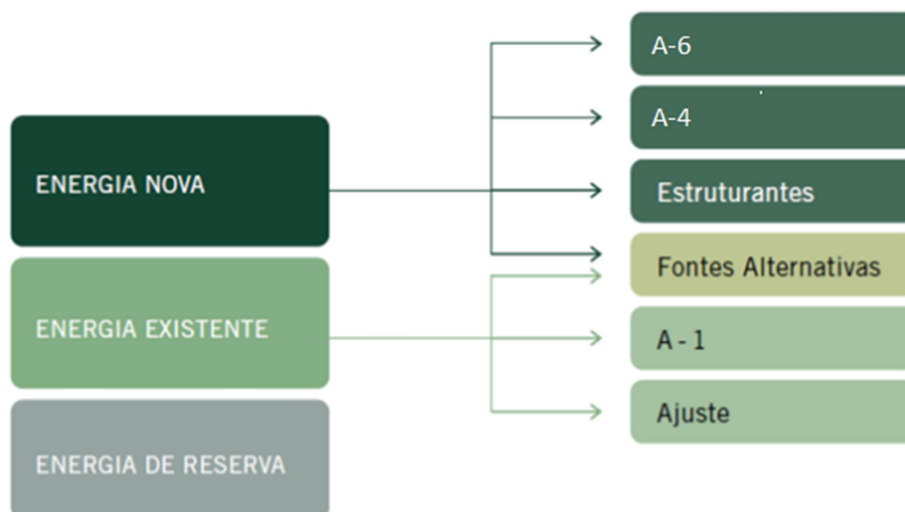 ENERGIA NOVA
ENERGIA EXISTENTE
ENERGIA DE RESERVA
A-6
A-4
Estruturantes
Fontes Alternativas
A - 1
Ajuste